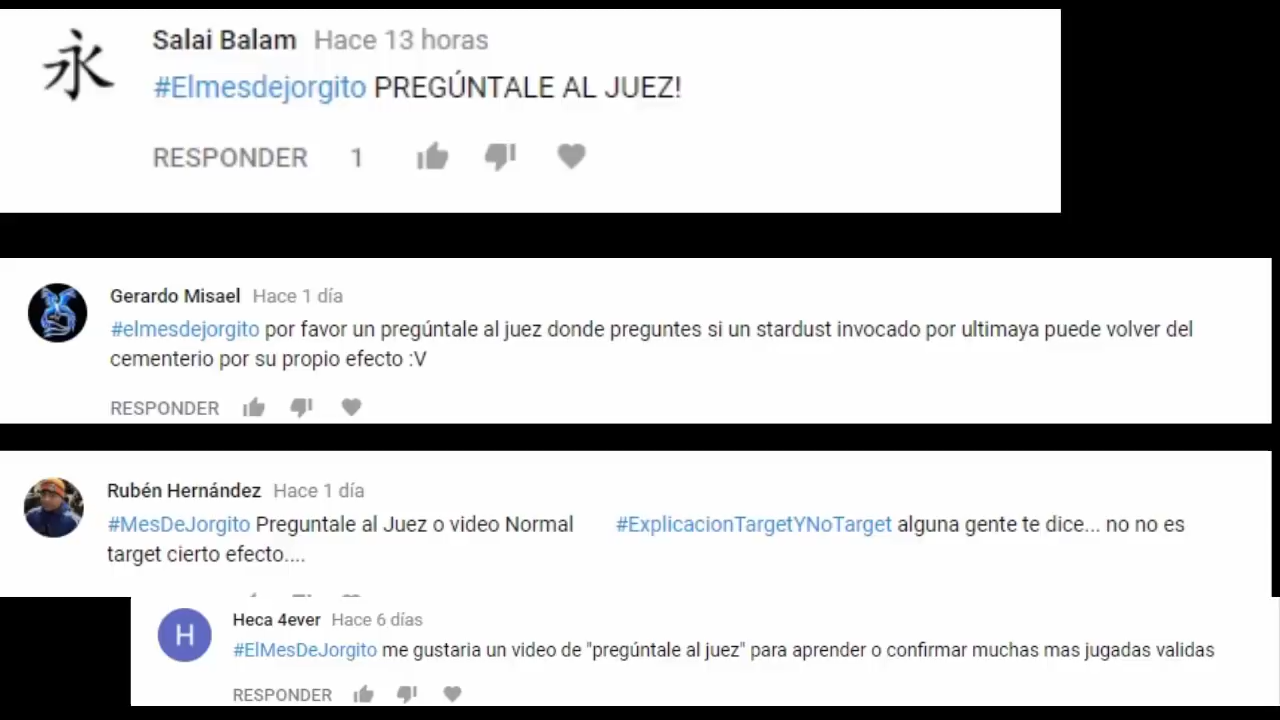 永
Salai Balam Hace 13 horas
#Elmesdejorgito PREGÚNTALE AL JUEZ!
RESPONDER 1
Gerardo Misael Hace 1 día
#elmesdejorgito por favor un pregúntale al juez donde preguntes si un stardust invocado por ultimaya puede volver del
cementerio por su propio efecto :V
RESPONDER
Rubén Hernández Hace 1 día
#MesDeJorgito Preguntale al Juez o video Normal #ExplicacionTargetYNoTarget alguna gente te dice... no no es
target cierto efecto....
H
Heca 4ever Hace 6 días
#ElMesDeJorgito me gustaria un video de "pregúntale al juez" para aprender o confirmar muchas mas jugadas validas
RESPONDER